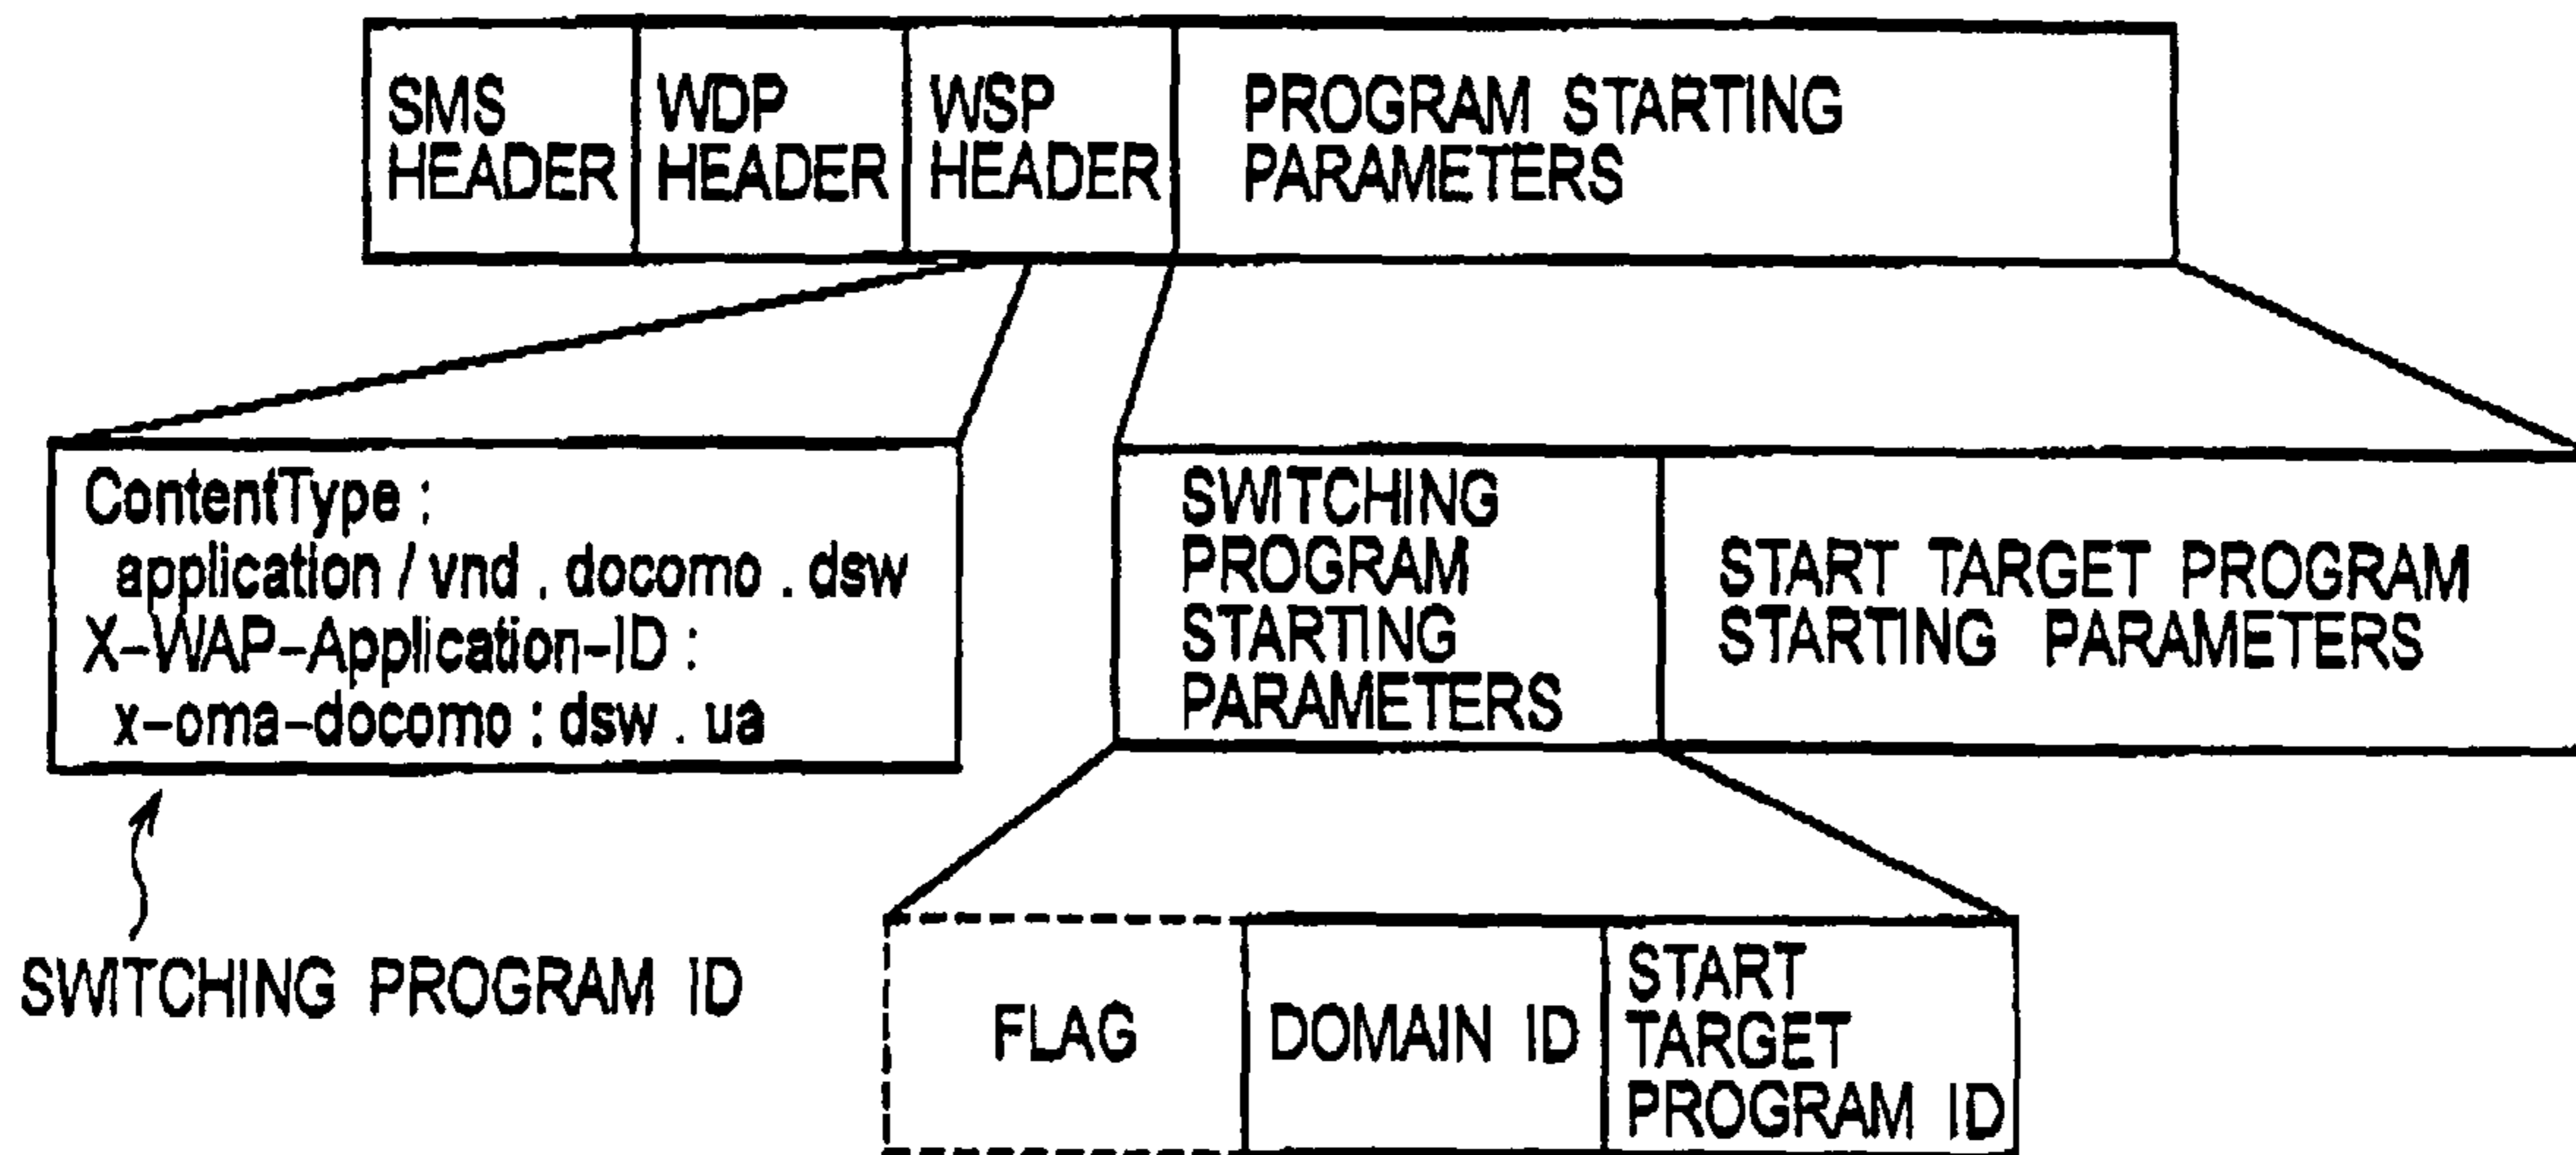 SMS
HEADER
WDP
HEADER
WSP
HEADER
PROGRAM STARTING
PARAMETERS
ContentType :
application / vnd . docomo . dsw
X-WAP-Application-ID :
x-oma-docomo : dsw . ua
SWITCHING
PROGRAM
STARTING
PARAMETERS
START TARGET PROGRAM
STARTING PARAMETERS
SWITCHING PROGRAM ID
FLAG
DOMAIN ID
START
TARGET
PROGRAM ID